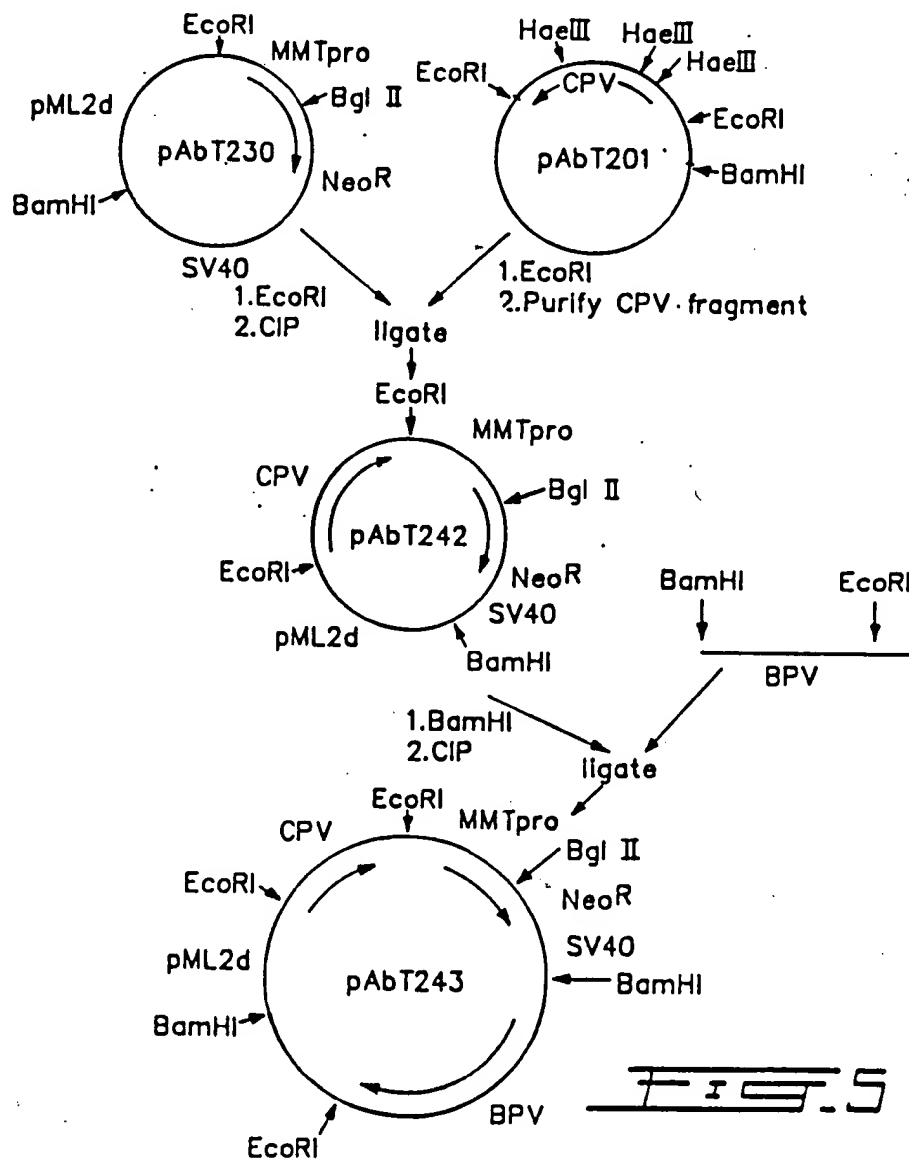 EcoRI
MMTpro
Bgl II
pML2d
pAbT230
NeoR
BamHI
SV40
1.EcoRI
2.CIP
HaeIII
HaeIII
HaeIII
EcoRI
CPV
EcoRI
pAbT201
BamHI
1.EcoRI
2.Purify CPV fragment
ligate
EcoRI
MMTpro
CPV
Bgl II
pAbT242
EcoRI
NeoR
SV40
pML2d
BamHI
BamHI
EcoRI
BPV
1.BamHI
2.CIP
ligate
EcoRI
MMTpro
CPV
Bgl II
EcoRI
NeoR
SV40
pML2d
pAbT243
BamHI
BamHI
BPV
EcoRI
FIG.5